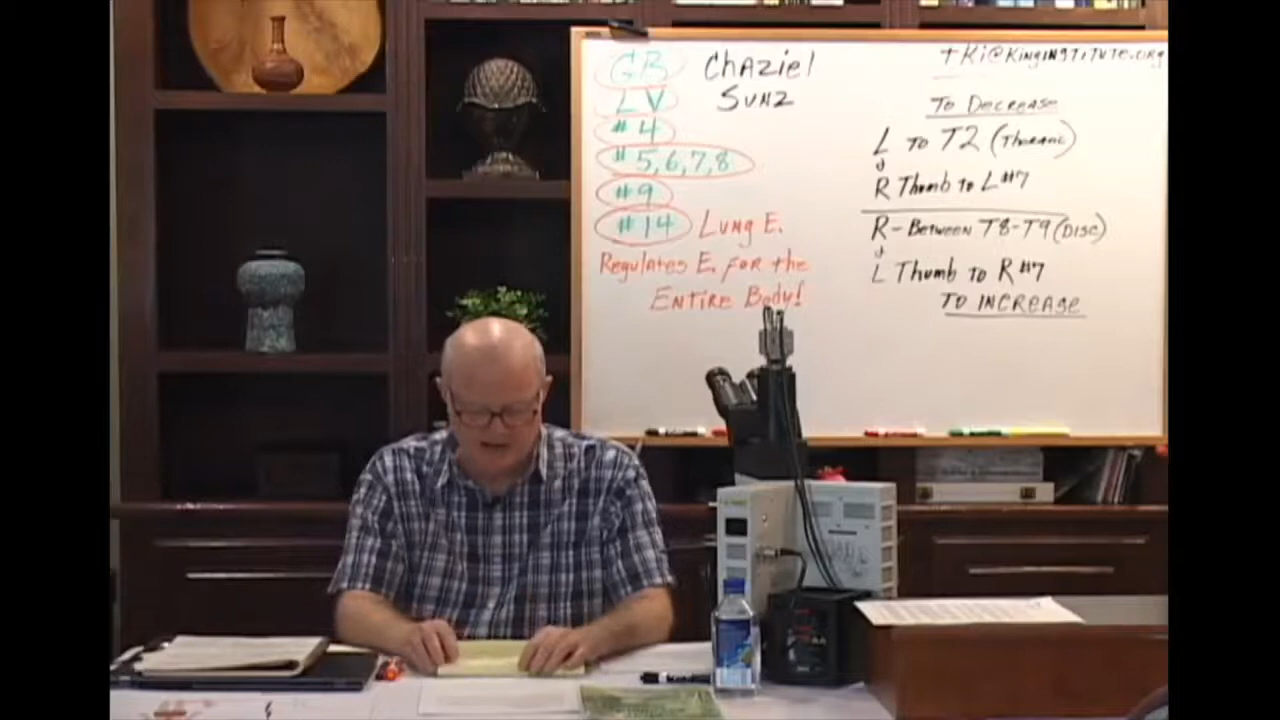 GB
LV
# 4
# 5,6,7,8
# 9
# 14 Lung E.
Regulates E. for the
Entire Body!
Chaziel
Sunz
tki@kinginstitute.org
To Decrease
L to T2 (Thoracic)
R Thumb to L #7
R - Between T8-T9 (Disc)
L Thumb to R #7
To Increase